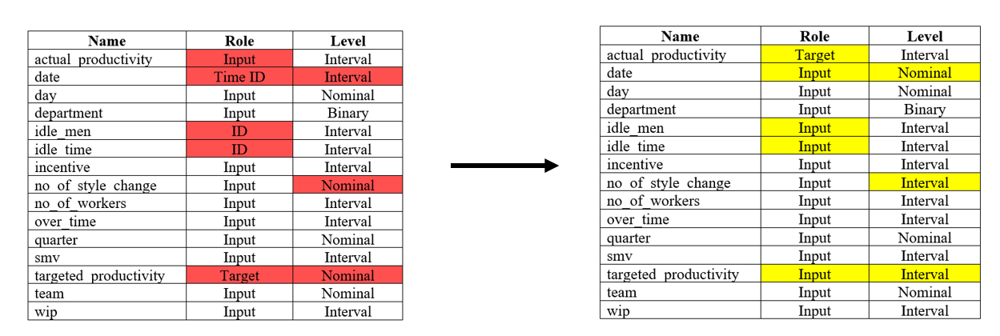 Name Role Level
actual_productivity Input Interval
date Time ID Interval
day Input Nominal
department Input Binary
idle_men ID Interval
idle_time ID Interval
incentive Input Interval
no_of_style_change Input Nominal
no_of_workers Input Interval
over_time Input Interval
quarter Input Nominal
smv Input Interval
targeted_productivity Target Nominal
team Input Nominal
wip Input Interval
Name Role Level
actual_productivity Target Interval
date Input Nominal
day Input Nominal
department Input Binary
idle_men Input Interval
idle_time Input Interval
incentive Input Interval
no_of_style_change Input Interval
no_of_workers Input Interval
over_time Input Interval
quarter Input Nominal
smv Input Interval
targeted_productivity Input Interval
team Input Nominal
wip Input Interval